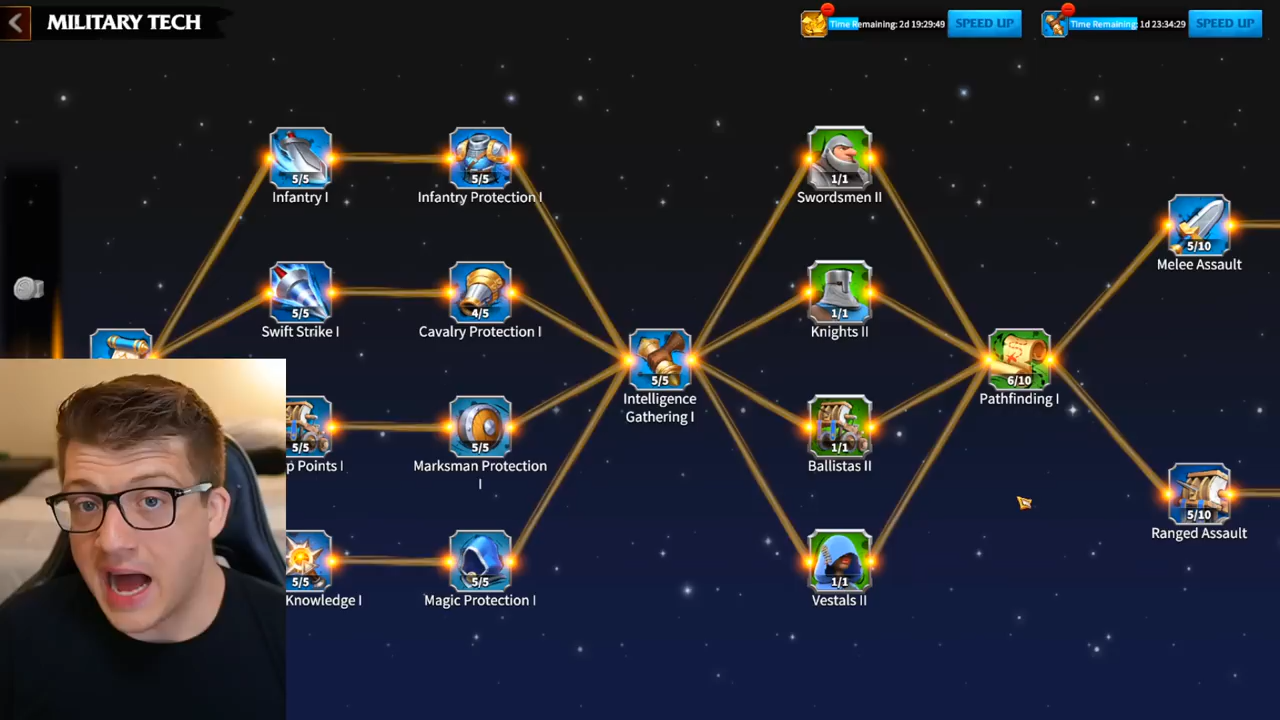 MILITARY TECH
Time Remaining: 2d 19:29:49
SPEED UP
Time Remaining: 1d 23:34:29
SPEED UP
5/5
Infantry I
5/5
Infantry Protection I
1/1
Swordsmen II
5/10
Melee Assault
5/5
Swift Strike I
4/5
Cavalry Protection I
1/1
Knights II
5/5
Intelligence
Gathering I
6/10
Pathfinding I
5/5
p Points I
5/5
Marksman Protection
I
1/1
Ballistas II
5/10
Ranged Assault
5/5
Knowledge I
5/5
Magic Protection I
1/1
Vestals II